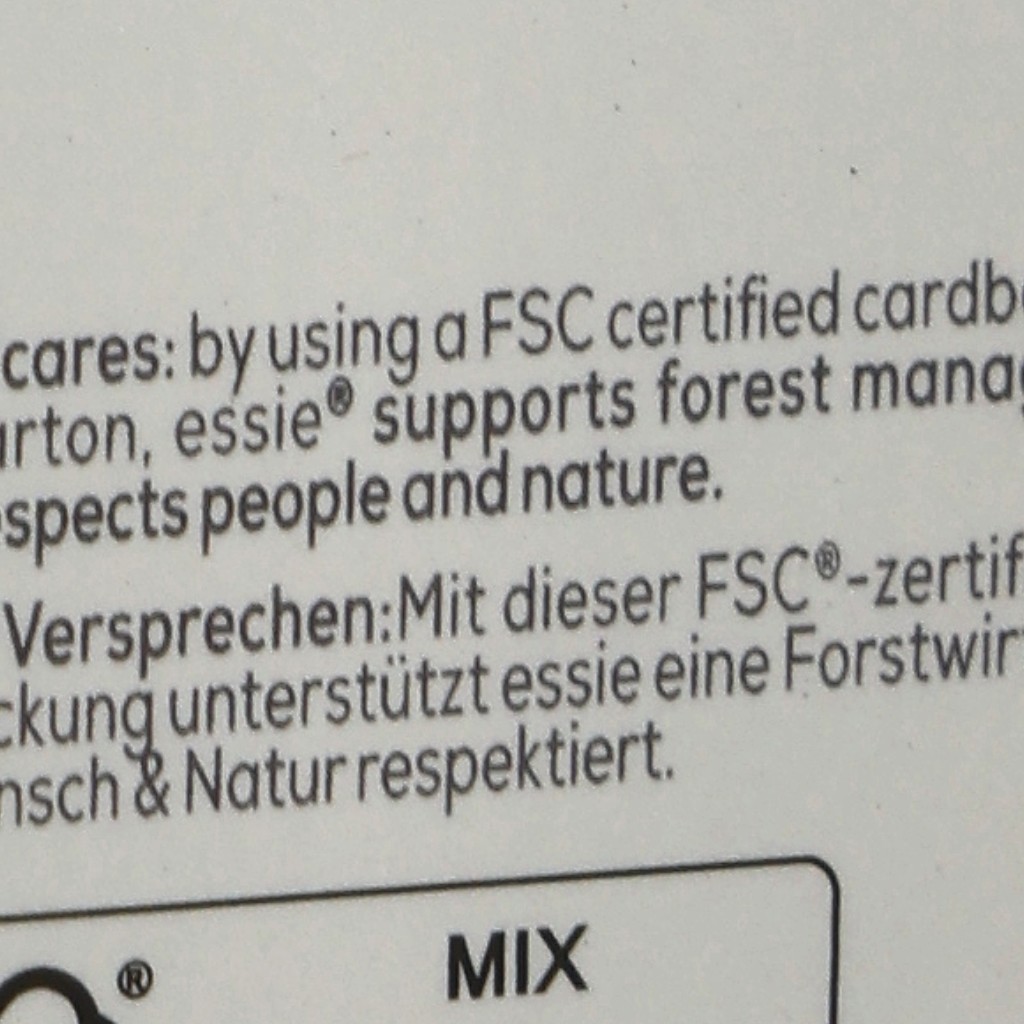 cares: by using a FSC certified cardb
rton, essie® supports forest mana
spects people and nature.
Versprechen: Mit dieser FSC®-zertif
ckung unterstützt essie eine Forstwir
nsch & Natur respektiert.
®
MIX